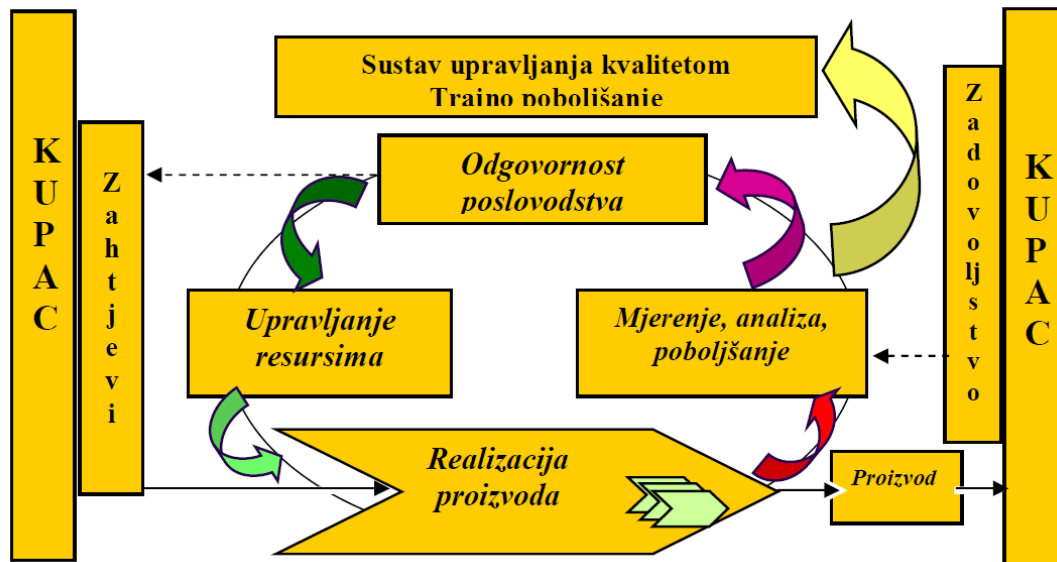 KUPAC
Zahtjevi
Sustav upravljanja kvalitetom
Trajno poboljšanje
Odgovornost
poslovodstva
Upravljanje
resursima
Mjerenje, analiza,
poboljšanje
Realizacija
proizvoda
Proizvod
Zadovoljstvo
KUPAC